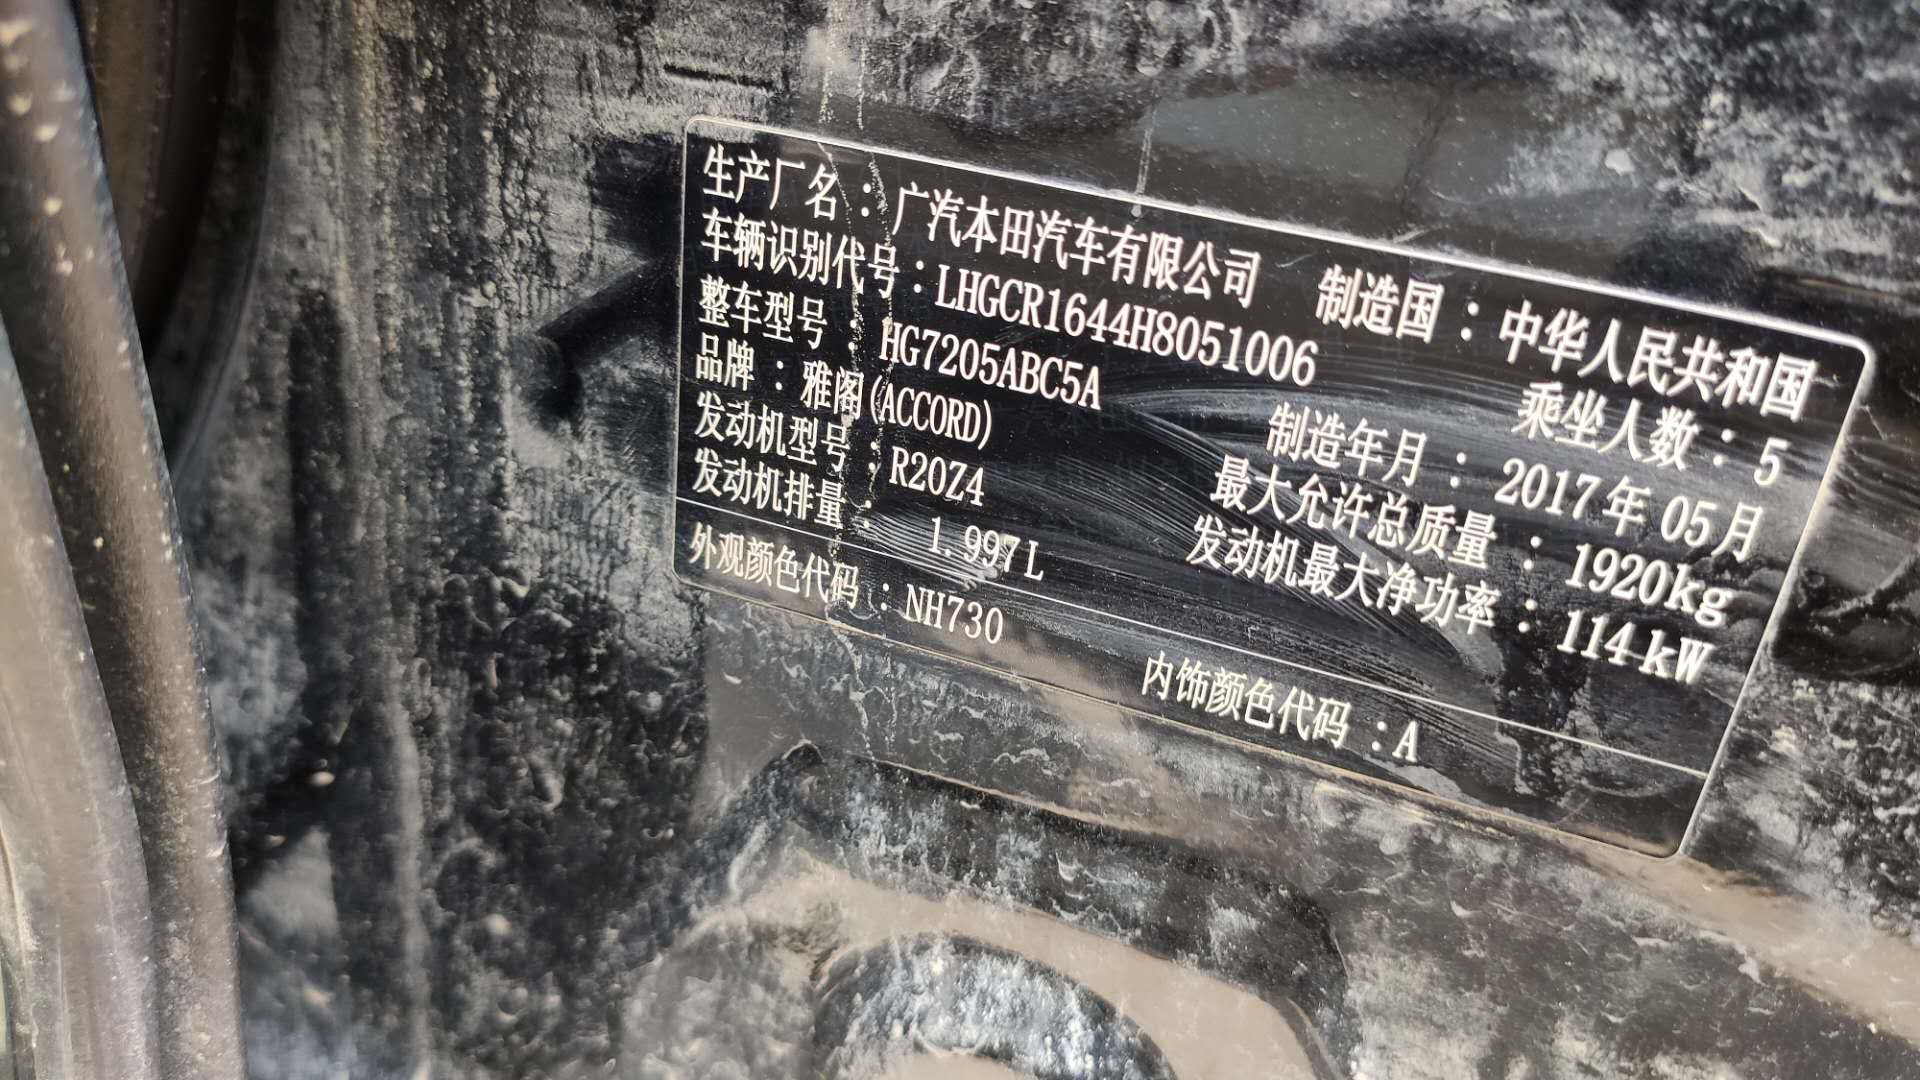 生产厂名：广汽本田汽车有限公司 制造国：中华人民共和国
车辆识别代号：LHGCR1644H8051006 乘坐人数：5
整车型号：HG7205ABC5A 制造年月：2017年05月
品牌：雅阁(ACCORD) 最大允许总质量：1920kg
发动机型号：R20Z4 发动机最大净功率：114kW
发动机排量：1.997L
外观颜色代码：NH730 内饰颜色代码：A